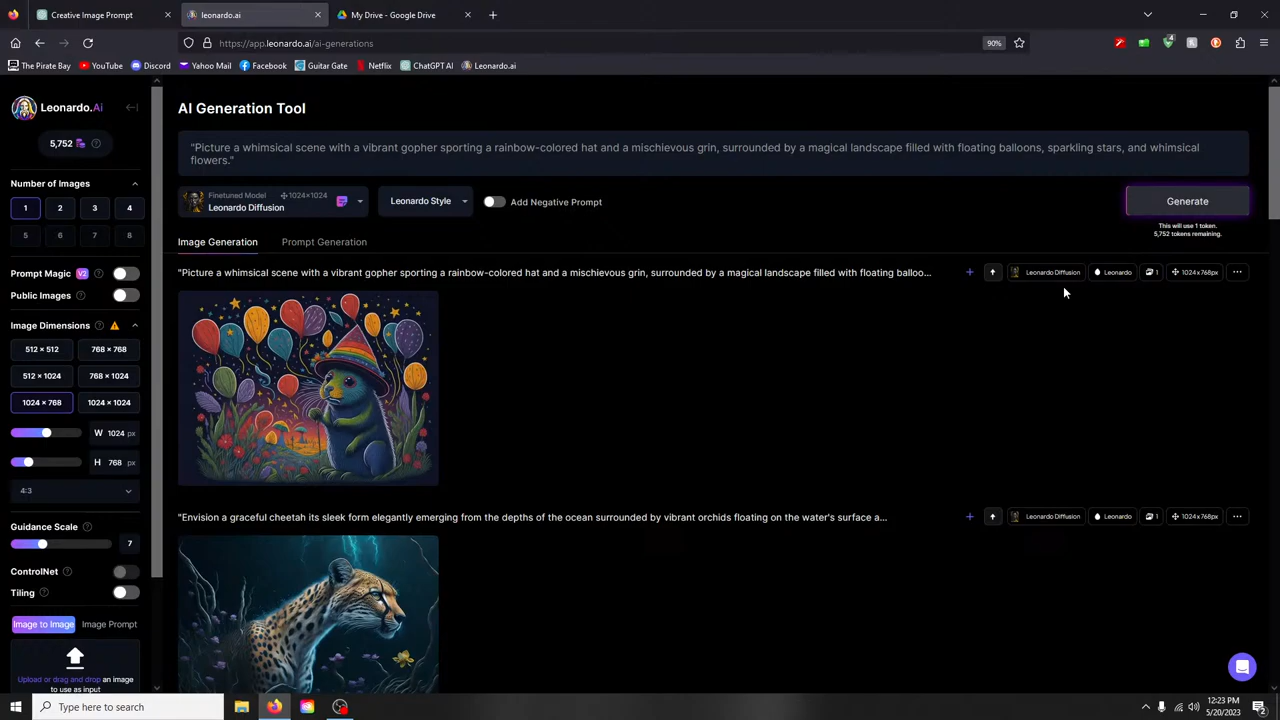 Creative Image Prompt
leonardo.ai
My Drive - Google Drive
https://app.leonardo.ai/ai-generations
90%
4
The Pirate Bay
YouTube
Discord
Yahoo Mail
Facebook
Guitar Gate
Netflix
ChatGPT AI
Leonardo.ai
Leonardo.Ai
5,752
Number of Images
1 2 3 4
5 6 7 8
Prompt Magic V2
Public Images
Image Dimensions
512 × 512 768 × 768
512 × 1024 768 × 1024
1024 × 768 1024 × 1024
W 1024 px
H 768 px
4:3
Guidance Scale
7
ControlNet
Tiling
Image to Image Image Prompt
Upload or drag and drop an image
to use as input
AI Generation Tool
"Picture a whimsical scene with a vibrant gopher sporting a rainbow-colored hat and a mischievous grin, surrounded by a magical landscape filled with floating balloons, sparkling stars, and whimsical
flowers."
Finetuned Model 1024×1024
Leonardo Diffusion
Leonardo Style
Add Negative Prompt
Generate
This will use 1 token.
5,752 tokens remaining.
Image Generation Prompt Generation
"Picture a whimsical scene with a vibrant gopher sporting a rainbow-colored hat and a mischievous grin, surrounded by a magical landscape filled with floating balloo...
Leonardo Diffusion Leonardo 1 1024x768px
"Envision a graceful cheetah its sleek form elegantly emerging from the depths of the ocean surrounded by vibrant orchids floating on the water's surface a...
Leonardo Diffusion Leonardo 1 1024x768px
Type here to search
12:23 PM
5/20/2023
2